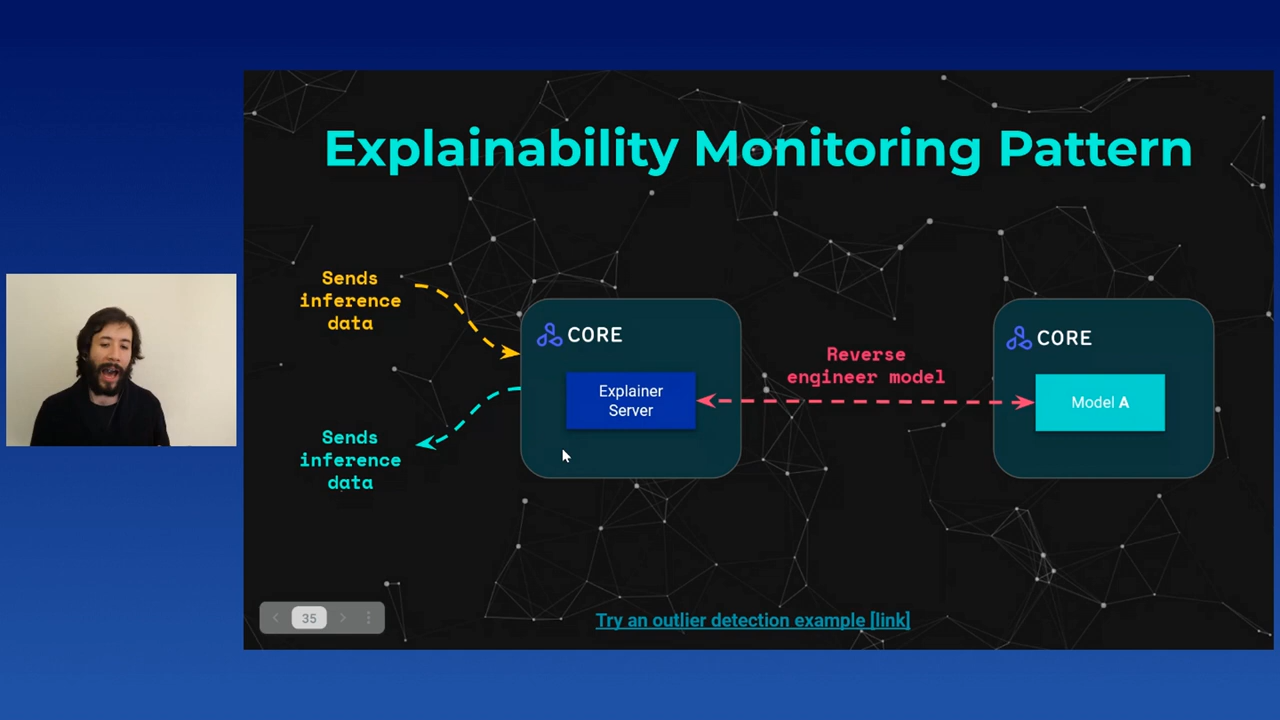 Explainability Monitoring Pattern
Sends
inference
data
CORE
Explainer
Server
Reverse
engineer model
CORE
Model A
Sends
inference
data
Try an outlier detection example [link]
35